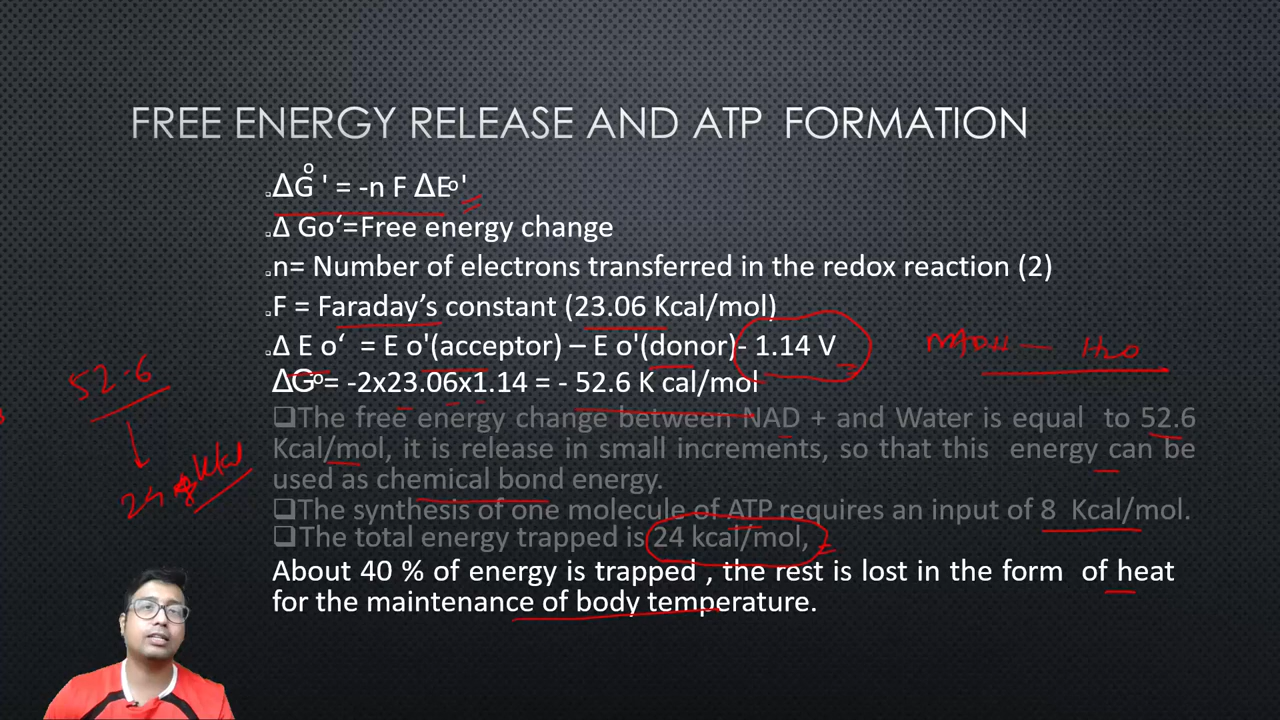 FREE ENERGY RELEASE AND ATP FORMATION
ΔG°' = -n F ΔEº'
Δ Go‘=Free energy change
n= Number of electrons transferred in the redox reaction (2)
F = Faraday’s constant (23.06 Kcal/mol)
Δ E o‘ = E o'(acceptor) – E o'(donor)- 1.14 V
NADH — H₂O
ΔGº= -2x23.06x1.14 = - 52.6 K cal/mol
52.6
❑The free energy change between NAD + and Water is equal to 52.6
Kcal/mol, it is release in small increments, so that this energy can be
used as chemical bond energy.
24 Kcal
❑The synthesis of one molecule of ATP requires an input of 8 Kcal/mol.
❑The total energy trapped is 24 kcal/mol,
About 40 % of energy is trapped , the rest is lost in the form of heat
for the maintenance of body temperature.